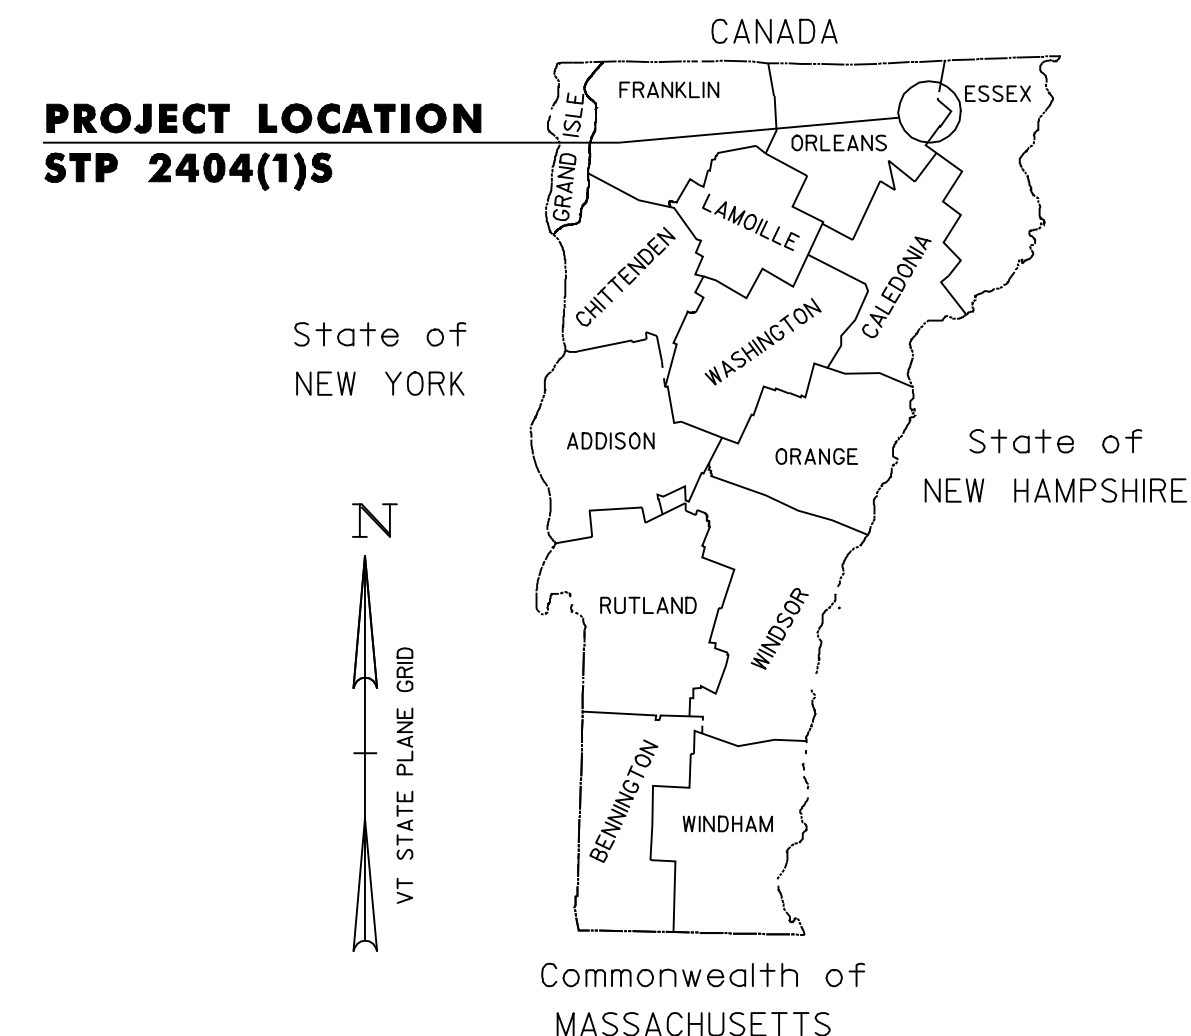 CANADA
FRANKLIN
ESSEX
PROJECT LOCATION
STP 2404(1)S
GRAND ISLE
ORLEANS
LAMOILLE
CHITTENDEN
CALEDONIA
WASHINGTON
State of
NEW YORK
ADDISON
ORANGE
State of
NEW HAMPSHIRE
N
VT STATE PLANE GRID
RUTLAND
WINDSOR
BENNINGTON
WINDHAM
Commonwealth of
MASSACHUSETTS